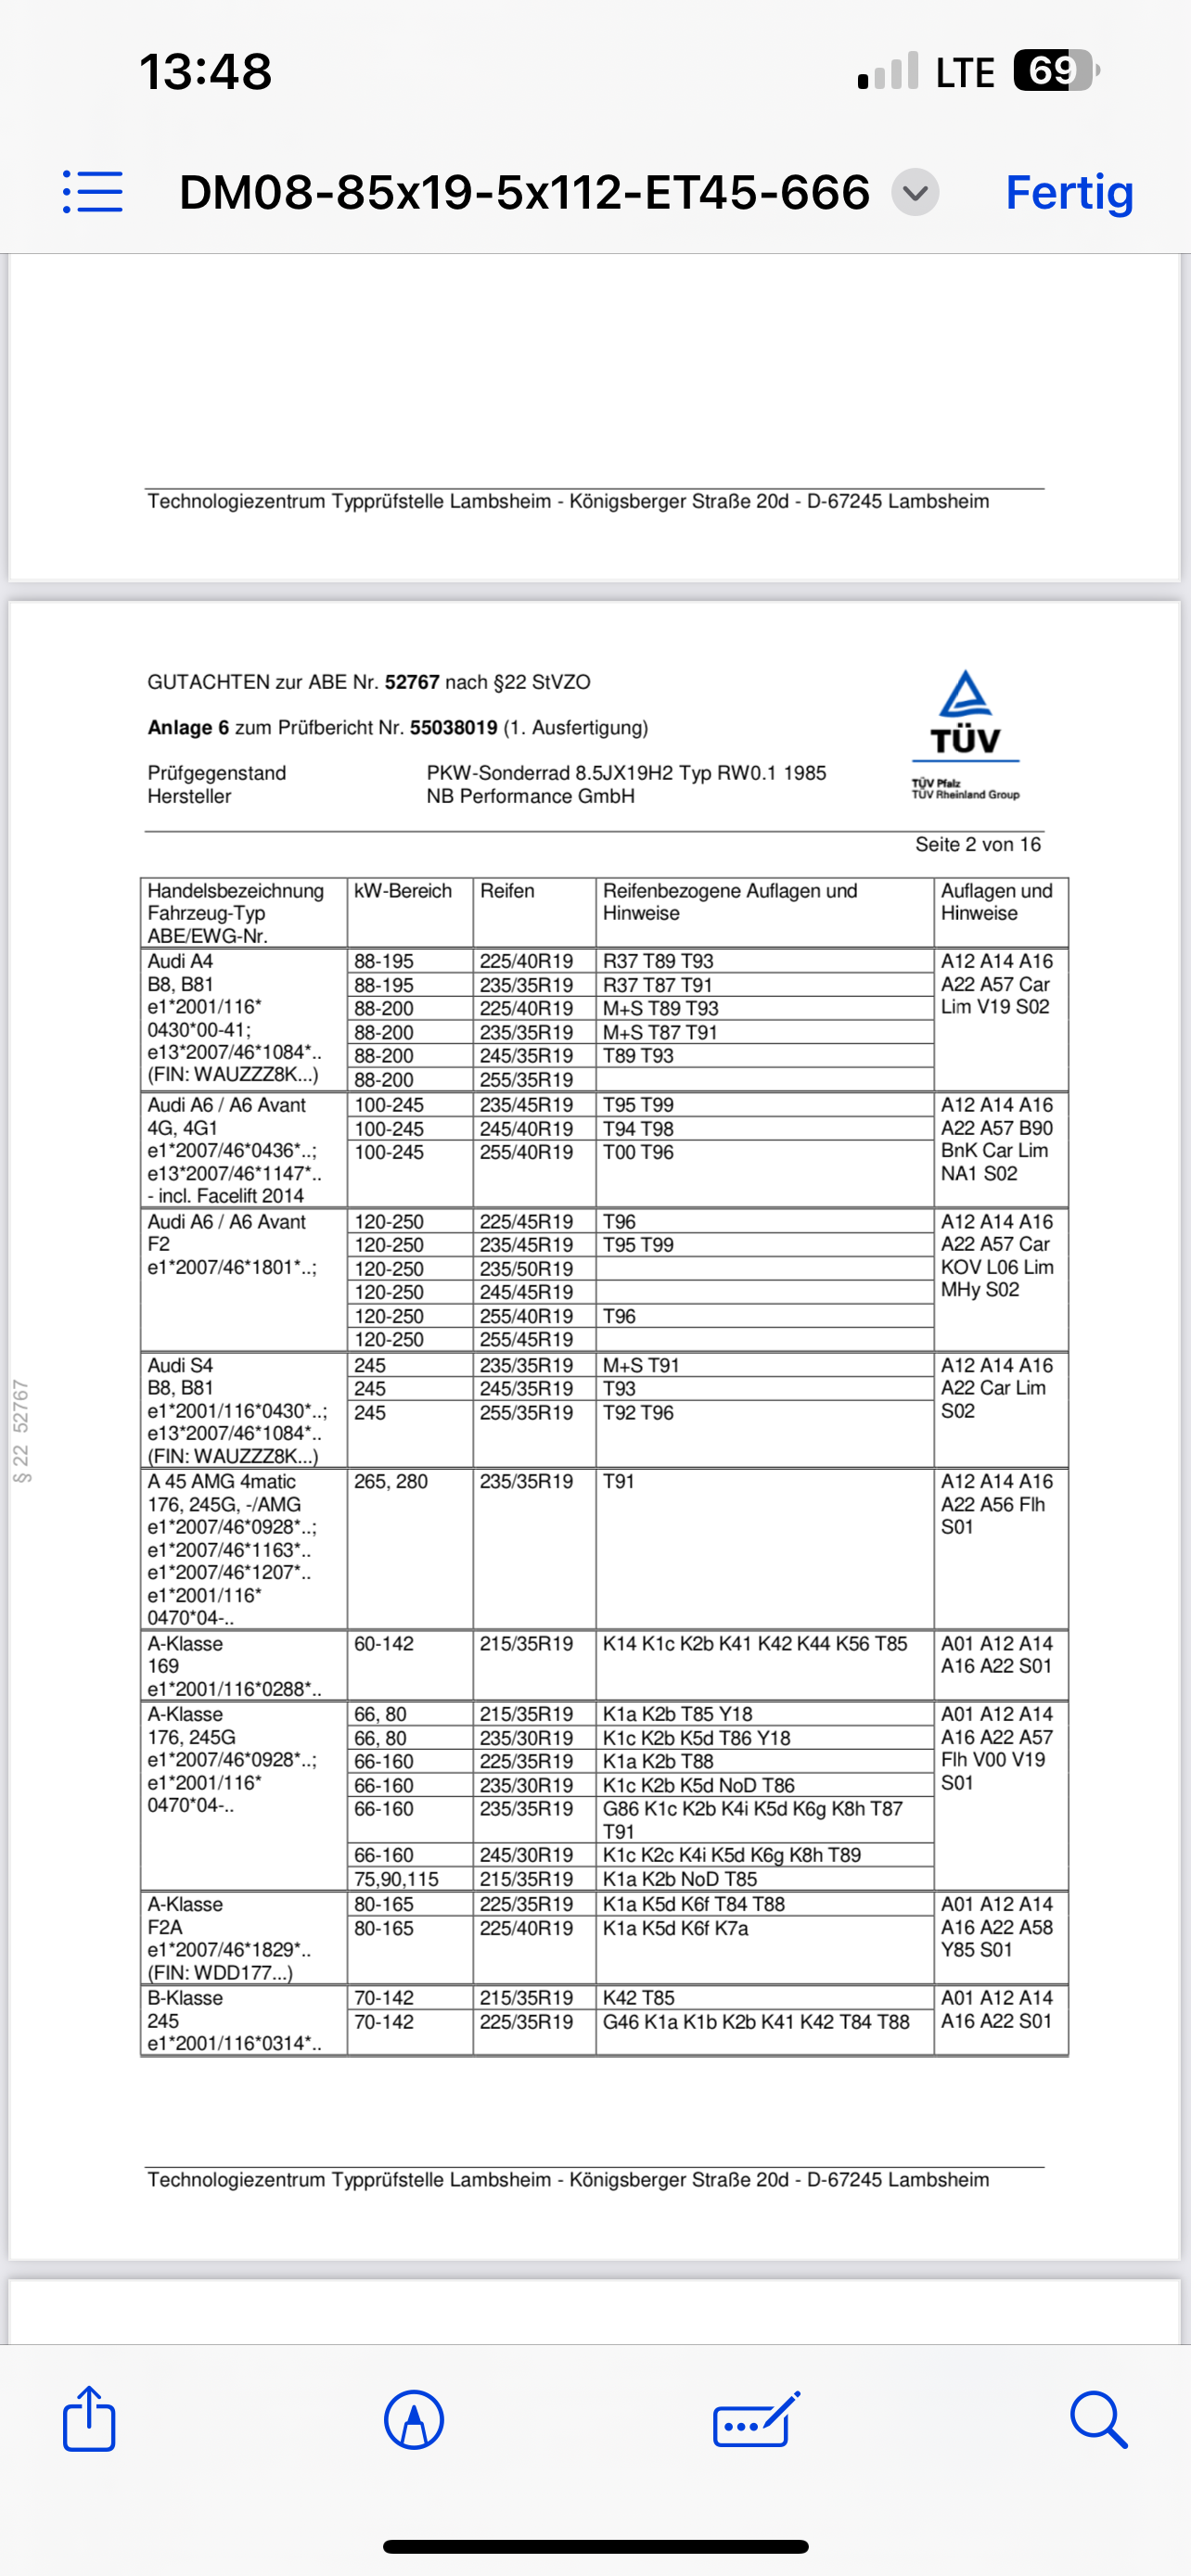 13:48
LTE 69
DM08-85x19-5x112-ET45-666
Fertig
Technologiezentrum Typprüfstelle Lambsheim - Königsberger Straße 20d - D-67245 Lambsheim
GUTACHTEN zur ABE Nr. 52767 nach §22 StVZO
Anlage 6 zum Prüfbericht Nr. 55038019 (1. Ausfertigung)
Prüfgegenstand PKW-Sonderrad 8.5JX19H2 Typ RW0.1 1985
Hersteller NB Performance GmbH
TÜV
TÜV Pfalz
TÜV Rheinland Group
Seite 2 von 16
Handelsbezeichnung kW-Bereich Reifen Reifenbezogene Auflagen und Auflagen und
Fahrzeug-Typ Hinweise Hinweise
ABE/EWG-Nr.
Audi A4 88-195 225/40R19 R37 T89 T93 A12 A14 A16
B8, B81 88-195 235/35R19 R37 T87 T91 A22 A57 Car
e1*2001/116* 88-200 225/40R19 M+S T89 T93 Lim V19 S02
0430*00-41; 88-200 235/35R19 M+S T87 T91
e13*2007/46*1084*.. 88-200 245/35R19 T89 T93
(FIN: WAUZZZ8K...) 88-200 255/35R19
Audi A6 / A6 Avant 100-245 235/45R19 T95 T99 A12 A14 A16
4G, 4G1 100-245 245/40R19 T94 T98 A22 A57 B90
e1*2007/46*0436*..; 100-245 255/40R19 T00 T96 BnK Car Lim
e13*2007/46*1147*.. NA1 S02
- incl. Facelift 2014
Audi A6 / A6 Avant 120-250 225/45R19 T96 A12 A14 A16
F2 120-250 235/45R19 T95 T99 A22 A57 Car
e1*2007/46*1801*..; 120-250 235/50R19 KOV L06 Lim
120-250 245/45R19 MHy S02
120-250 255/40R19 T96
120-250 255/45R19
Audi S4 245 235/35R19 M+S T91 A12 A14 A16
B8, B81 245 245/35R19 T93 A22 Car Lim
e1*2001/116*0430*..; 245 255/35R19 T92 T96 S02
e13*2007/46*1084*..
(FIN: WAUZZZ8K...)
A 45 AMG 4matic 265, 280 235/35R19 T91 A12 A14 A16
176, 245G, -/AMG A22 A56 Flh
e1*2007/46*0928*..; S01
e1*2007/46*1163*..
e1*2007/46*1207*..
e1*2001/116*
0470*04-..
A-Klasse 60-142 215/35R19 K14 K1c K2b K41 K42 K44 K56 T85 A01 A12 A14
169 A16 A22 S01
e1*2001/116*0288*..
A-Klasse 66, 80 215/35R19 K1a K2b T85 Y18 A01 A12 A14
176, 245G 66, 80 235/30R19 K1c K2b K5d T86 Y18 A16 A22 A57
e1*2007/46*0928*..; 66-160 225/35R19 K1a K2b T88 Flh V00 V19
e1*2001/116* 66-160 235/30R19 K1c K2b K5d NoD T86 S01
0470*04-.. 66-160 235/35R19 G86 K1c K2b K4i K5d K6g K8h T87
T91
66-160 245/30R19 K1c K2c K4i K5d K6g K8h T89
75,90,115 215/35R19 K1a K2b NoD T85
A-Klasse 80-165 225/35R19 K1a K5d K6f T84 T88 A01 A12 A14
F2A 80-165 225/40R19 K1a K5d K6f K7a A16 A22 A58
e1*2007/46*1829*.. Y85 S01
(FIN: WDD177...)
B-Klasse 70-142 215/35R19 K42 T85 A01 A12 A14
245 70-142 225/35R19 G46 K1a K1b K2b K41 K42 T84 T88 A16 A22 S01
e1*2001/116*0314*..
§ 22 52767
Technologiezentrum Typprüfstelle Lambsheim - Königsberger Straße 20d - D-67245 Lambsheim